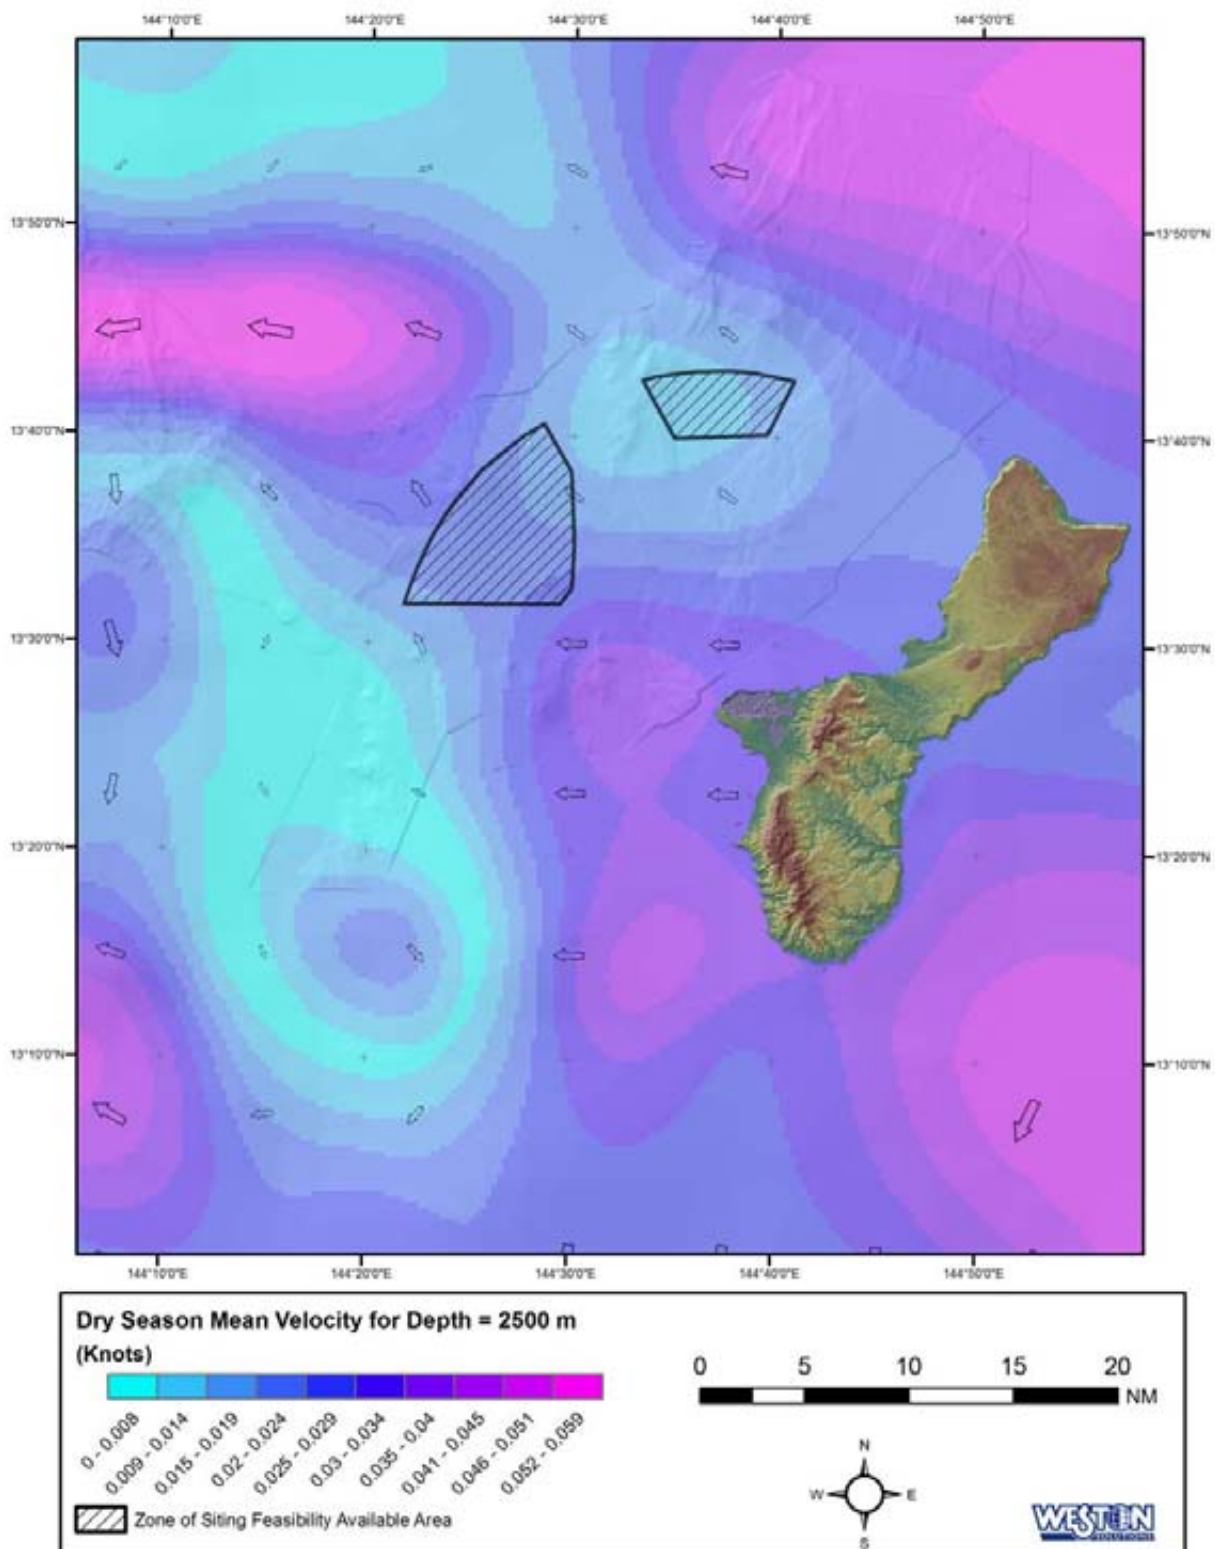 144°10'0"E 144°20'0"E 144°30'0"E 144°40'0"E 144°50'0"E
13°50'0"N 13°50'0"N
13°40'0"N 13°40'0"N
13°30'0"N 13°30'0"N
13°20'0"N 13°20'0"N
13°10'0"N 13°10'0"N
144°10'0"E 144°20'0"E 144°30'0"E 144°40'0"E 144°50'0"E
Dry Season Mean Velocity for Depth = 2500 m
(Knots)
0 5 10 15 20
NM
0 - 0.008
0.009 - 0.014
0.015 - 0.019
0.02 - 0.024
0.025 - 0.029
0.03 - 0.034
0.035 - 0.04
0.041 - 0.045
0.046 - 0.051
0.052 - 0.059
N
W E
S
Zone of Siting Feasibility Available Area
WESTON
SOLUTIONS